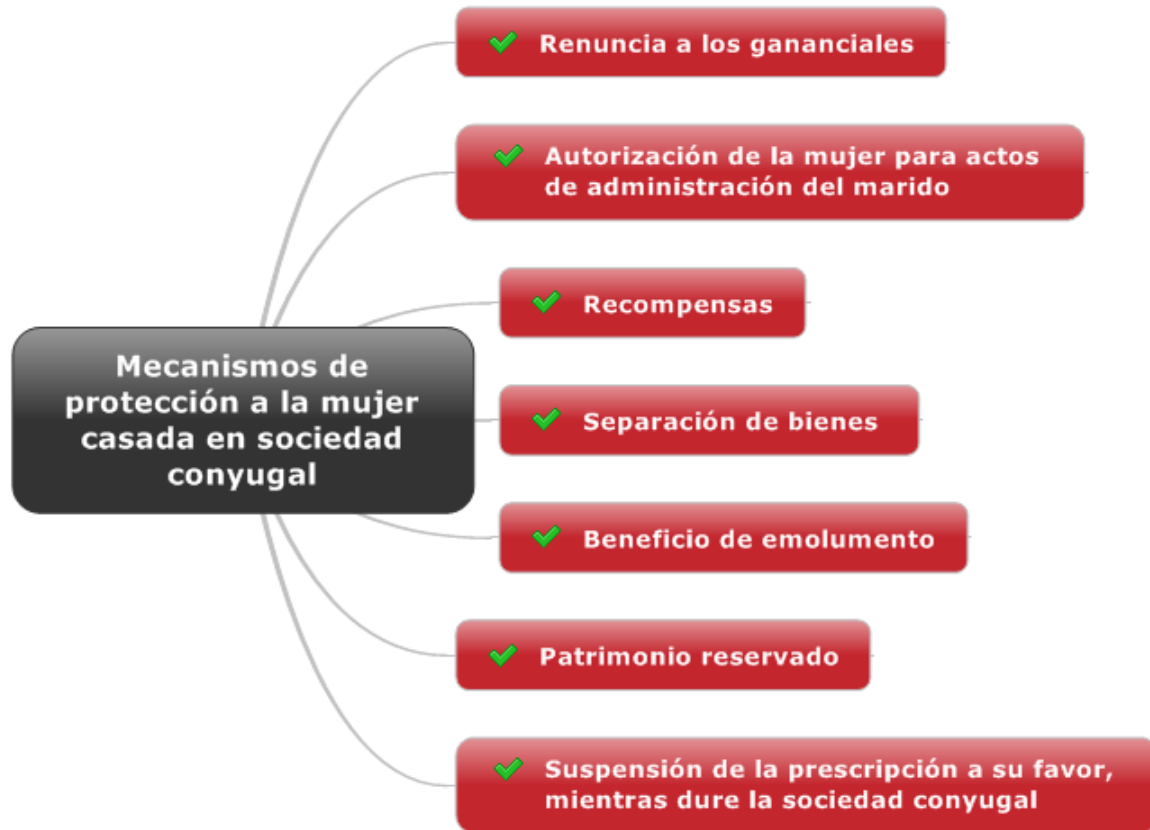 Renuncia a los gananciales
Autorización de la mujer para actos
de administración del marido
Recompensas
Mecanismos de
protección a la mujer
casada en sociedad
conyugal
Separación de bienes
Beneficio de emolumento
Patrimonio reservado
Suspensión de la prescripción a su favor,
mientras dure la sociedad conyugal